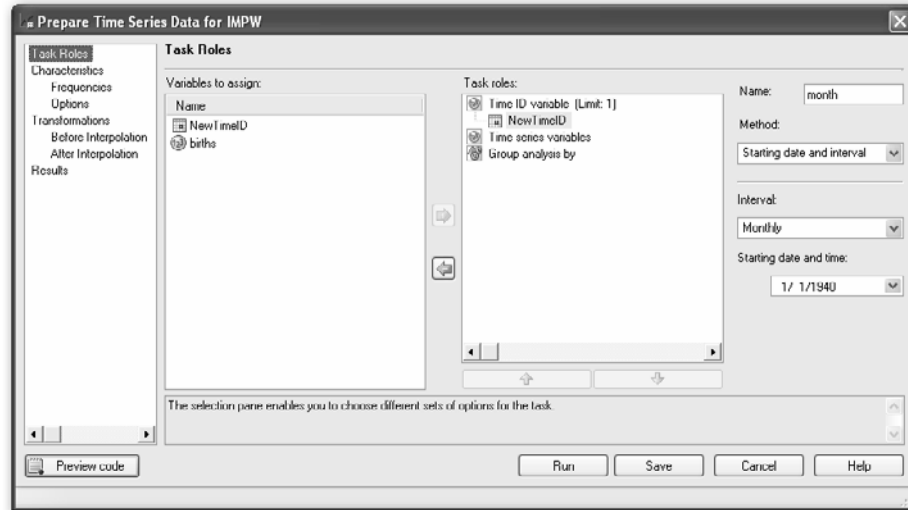 Prepare Time Series Data for IMPW
Task Roles
Characteristics
Frequencies
Options
Transformations
Before Interpolation
After Interpolation
Results
Task Roles
Variables to assign:
Name
NewTimeID
births
Task roles:
Time ID variable (Limit: 1)
NewTimeID
Time series variables
Group analysis by
Name:
month
Method:
Starting date and interval
Interval:
Monthly
Starting date and time:
1/ 1/1940
The selection pane enables you to choose different sets of options for the task.
Preview code
Run
Save
Cancel
Help